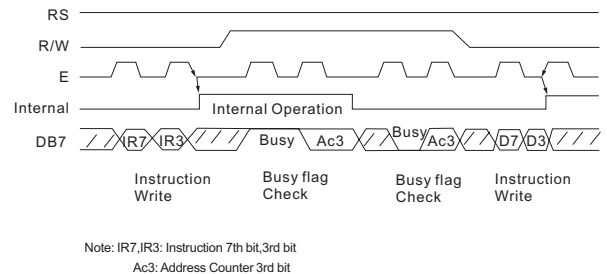 RS
R/W
E
Internal
Internal Operation
DB7
IR7
IR3
Busy
Ac3
Busy
Ac3
D7
D3
Instruction
Write
Busy flag
Check
Busy flag
Check
Instruction
Write
Note: IR7,IR3: Instruction 7th bit,3rd bit
Ac3: Address Counter 3rd bit